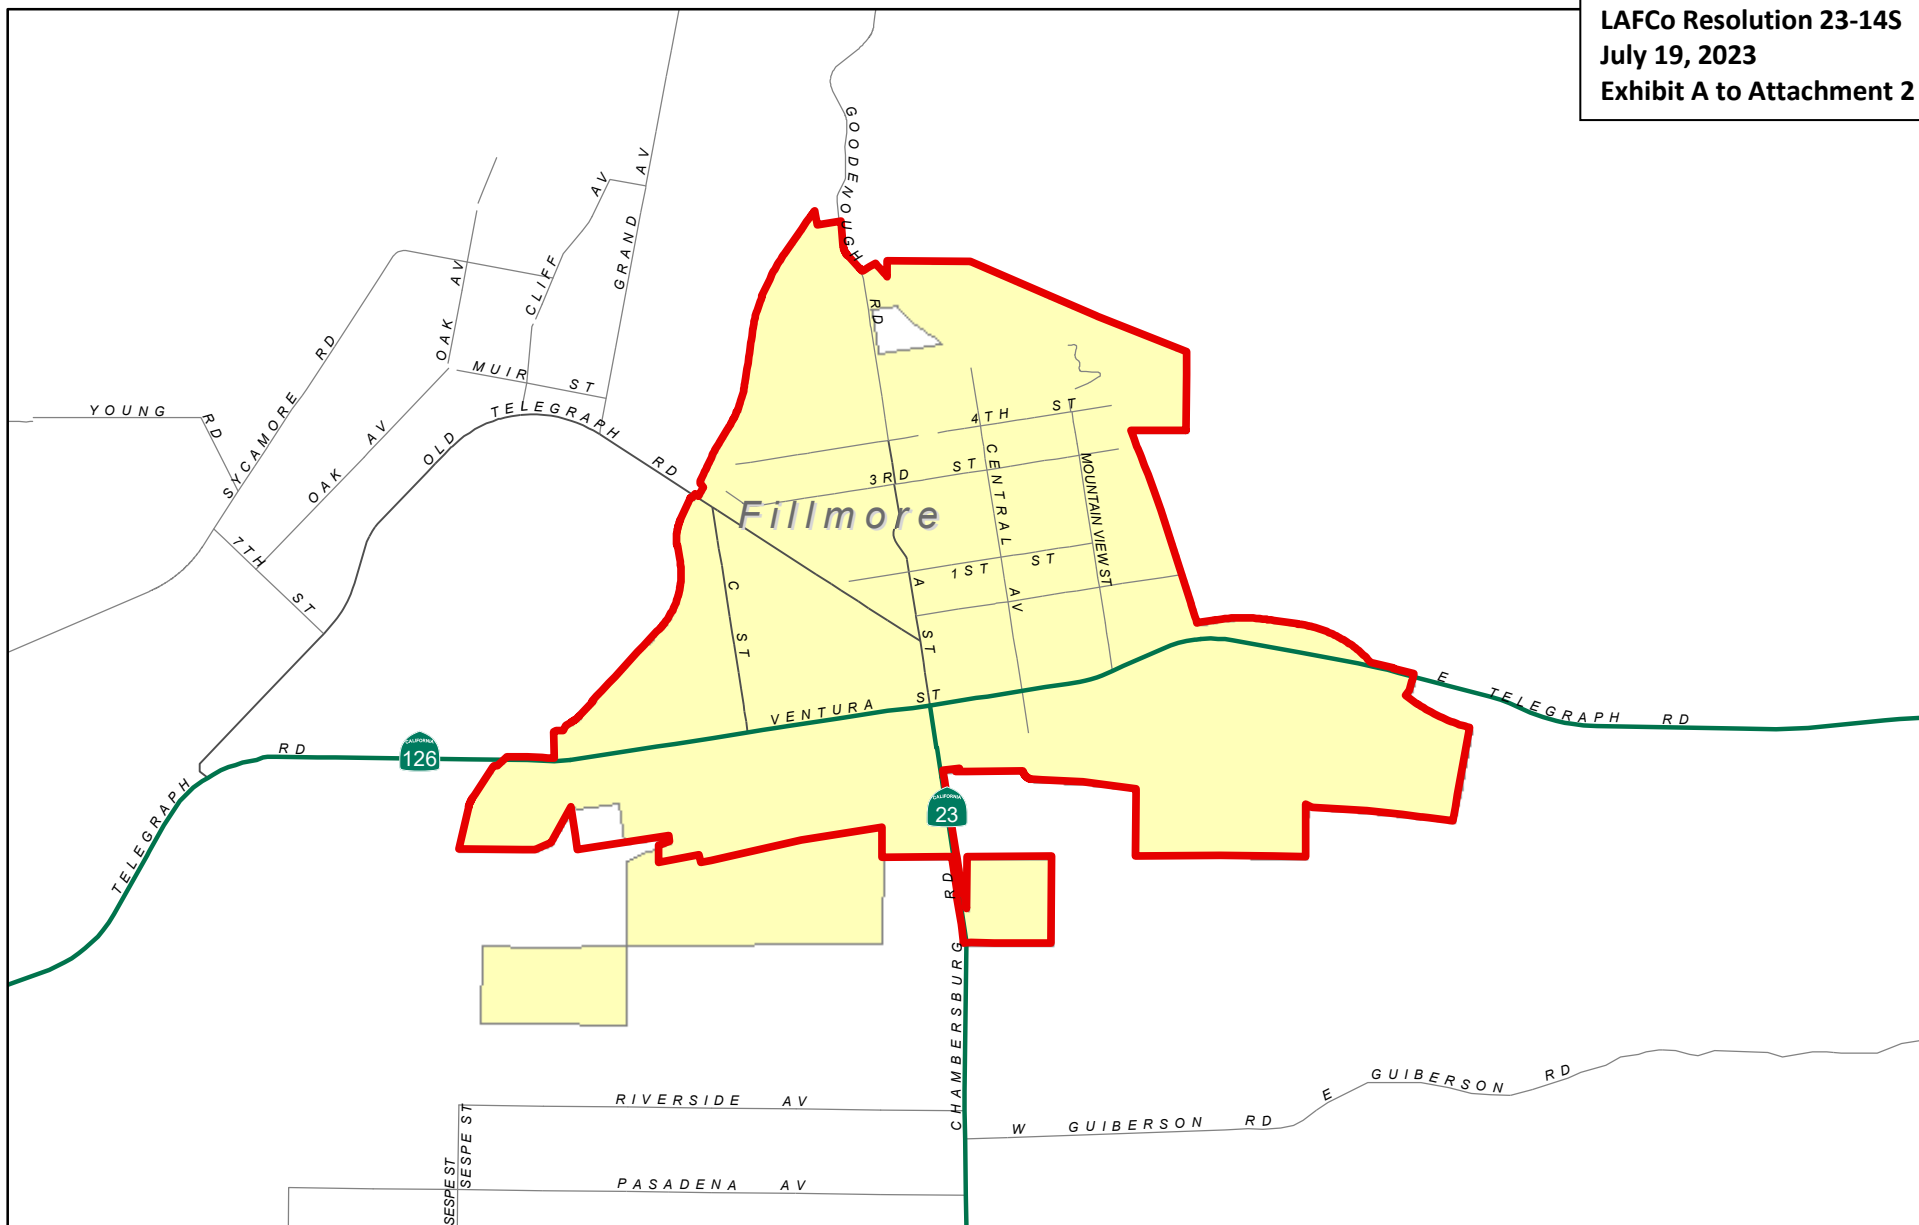 LAFCo Resolution 23-14S
July 19, 2023
Exhibit A to Attachment 2
GOODENOUGH RD
GRAND AV
CLIFF AV
OAK AV
SYCAMORE RD
YOUNG RD
MUIR ST
OAK AV
OLD TELEGRAPH RD
7TH ST
4TH ST
3RD ST
CENTRAL AV
MOUNTAIN VIEW ST
Fillmore
1ST ST
C ST
A ST
VENTURA ST
E TELEGRAPH RD
TELEGRAPH RD
CALIFORNIA
126
CALIFORNIA
23
CHAMBERSBURG RD
RIVERSIDE AV
SESPE ST
SESPE ST
PASADENA AV
W GUIBERSON RD
E GUIBERSON RD